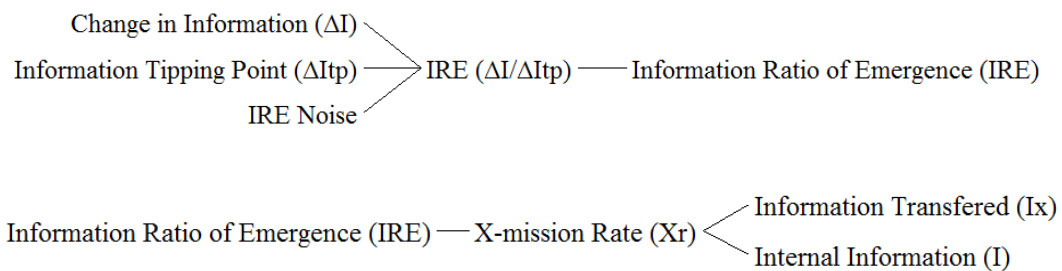 Change in Information (ΔI)
Information Tipping Point (ΔItp)
IRE (ΔI/ΔItp)
Information Ratio of Emergence (IRE)
IRE Noise
Information Ratio of Emergence (IRE)
X-mission Rate (Xr)
Information Transfered (Ix)
Internal Information (I)